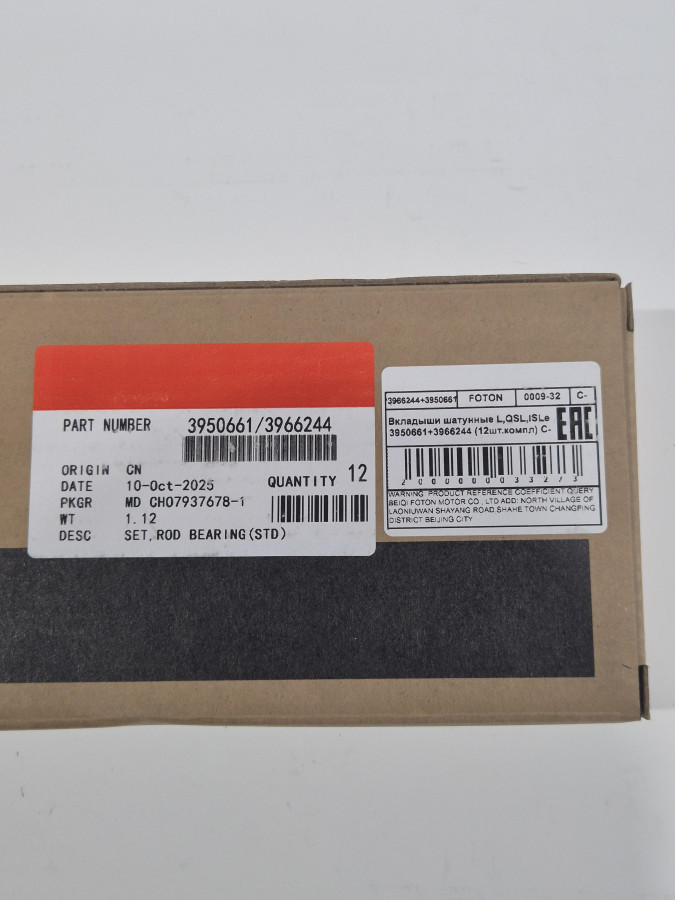 PART NUMBER 3950661/3966244
ORIGIN CN
DATE 10-Oct-2025 QUANTITY 12
PKGR MD CH07937678-1
WT 1.12
DESC SET,ROD BEARING(STD)
3966244+3950661 FOTON 0009-32 C-
Вкладыши шатунные L,QSL,ISLe
3950661+3966244 (12шт.компл) C-
EAC
2 000000 033273
WARNING: PRODUCT REFERENCE COEFFICIENT QUERY
BEIQI FOTON MOTOR CO., LTD ADD: NORTH VILLAGE OF
LAONIUWAN SHAYANG ROAD.SHAHE TOWN CHANGPING
DISTRICT BEIJING CITY